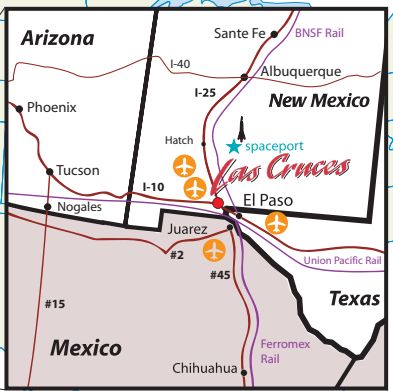 Santa Fe
BNSF Rail
Arizona
I-40
Albuquerque
I-25
New Mexico
Phoenix
Hatch
spaceport
Las Cruces
Tucson
I-10
El Paso
Nogales
Juarez
#2
Union Pacific Rail
#45
#15
Texas
Mexico
Ferromex
Rail
Chihuahua